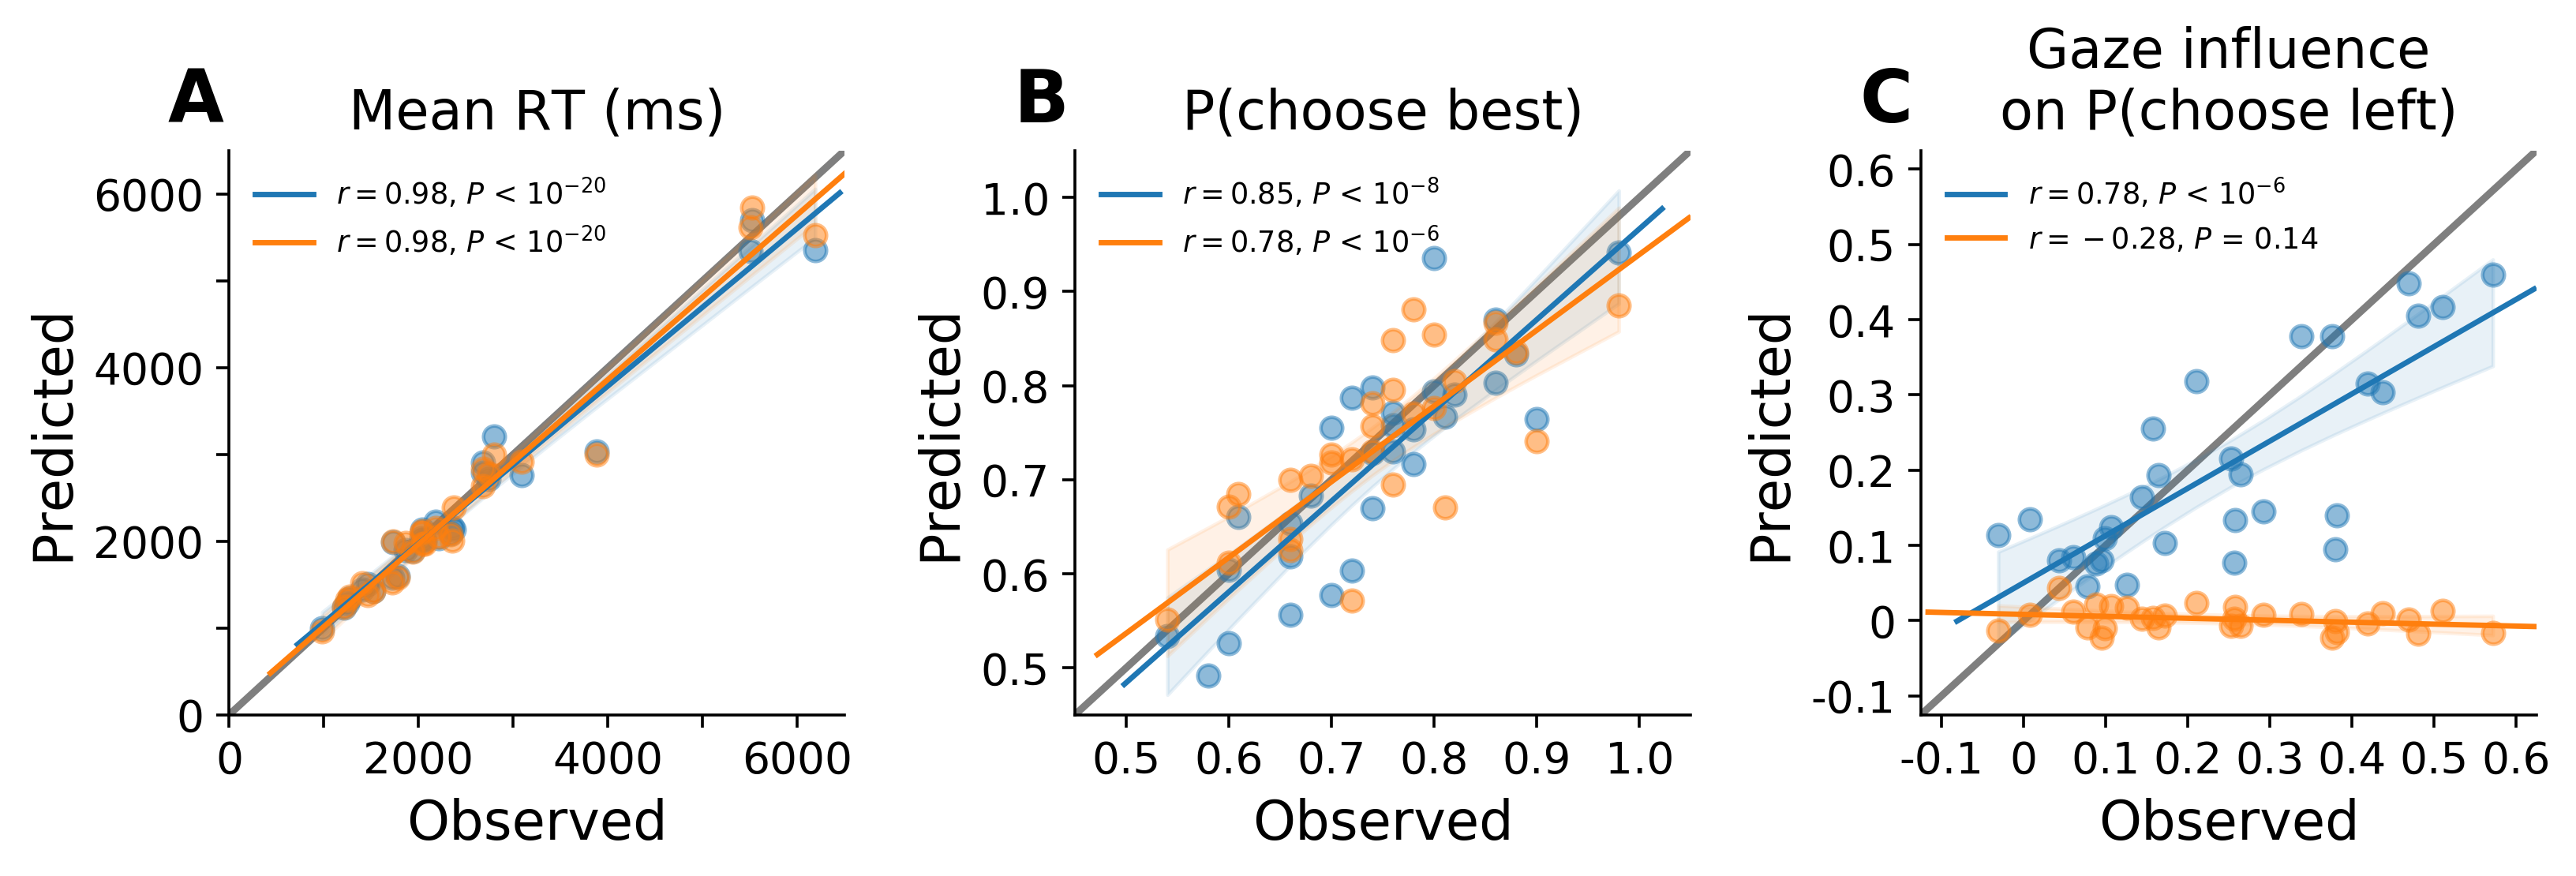 A
Mean RT (ms)
r = 0.98, P < 10⁻²⁰
r = 0.98, P < 10⁻²⁰
6000
4000
2000
0
0 2000 4000 6000
Predicted
Observed
B
P(choose best)
r = 0.85, P < 10⁻⁸
r = 0.78, P < 10⁻⁶
1.0
0.9
0.8
0.7
0.6
0.5
0.5 0.6 0.7 0.8 0.9 1.0
Predicted
Observed
C
Gaze influence
on P(choose left)
r = 0.78, P < 10⁻⁶
r = −0.28, P = 0.14
0.6
0.5
0.4
0.3
0.2
0.1
0
-0.1
-0.1 0 0.1 0.2 0.3 0.4 0.5 0.6
Predicted
Observed